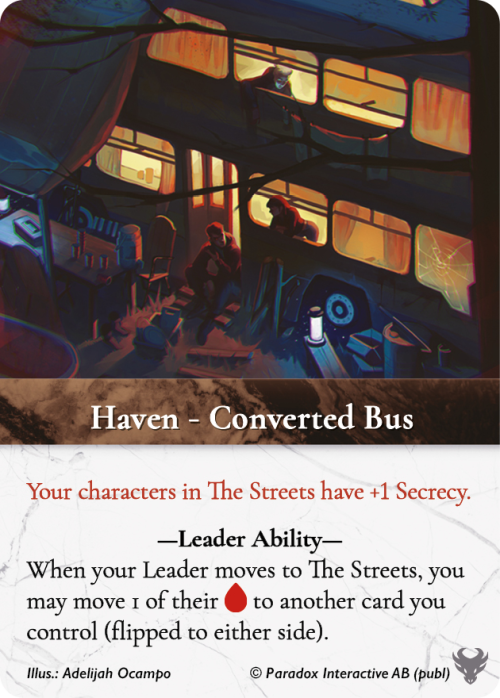 Haven - Converted Bus
Your characters in The Streets have +1 Secrecy.
—Leader Ability—
When your Leader moves to The Streets, you
may move 1 of their to another card you
control (flipped to either side).
Illus.: Adelijah Ocampo © Paradox Interactive AB (publ)